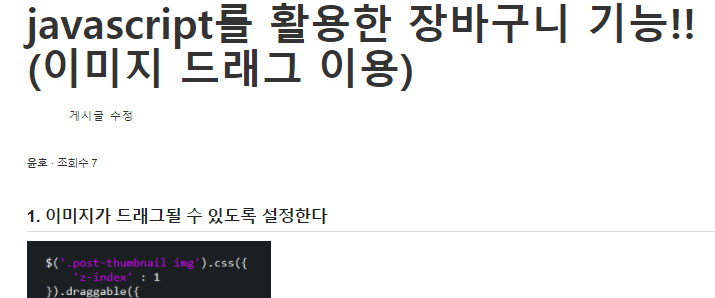 javascript를 활용한 장바구니 기능!!
(이미지 드래그 이용)
게시글 수정
윤호 · 조회수 7
1. 이미지가 드래그될 수 있도록 설정한다
$('.post-thumbnail img').css({
'z-index' : 1
}).draggable({